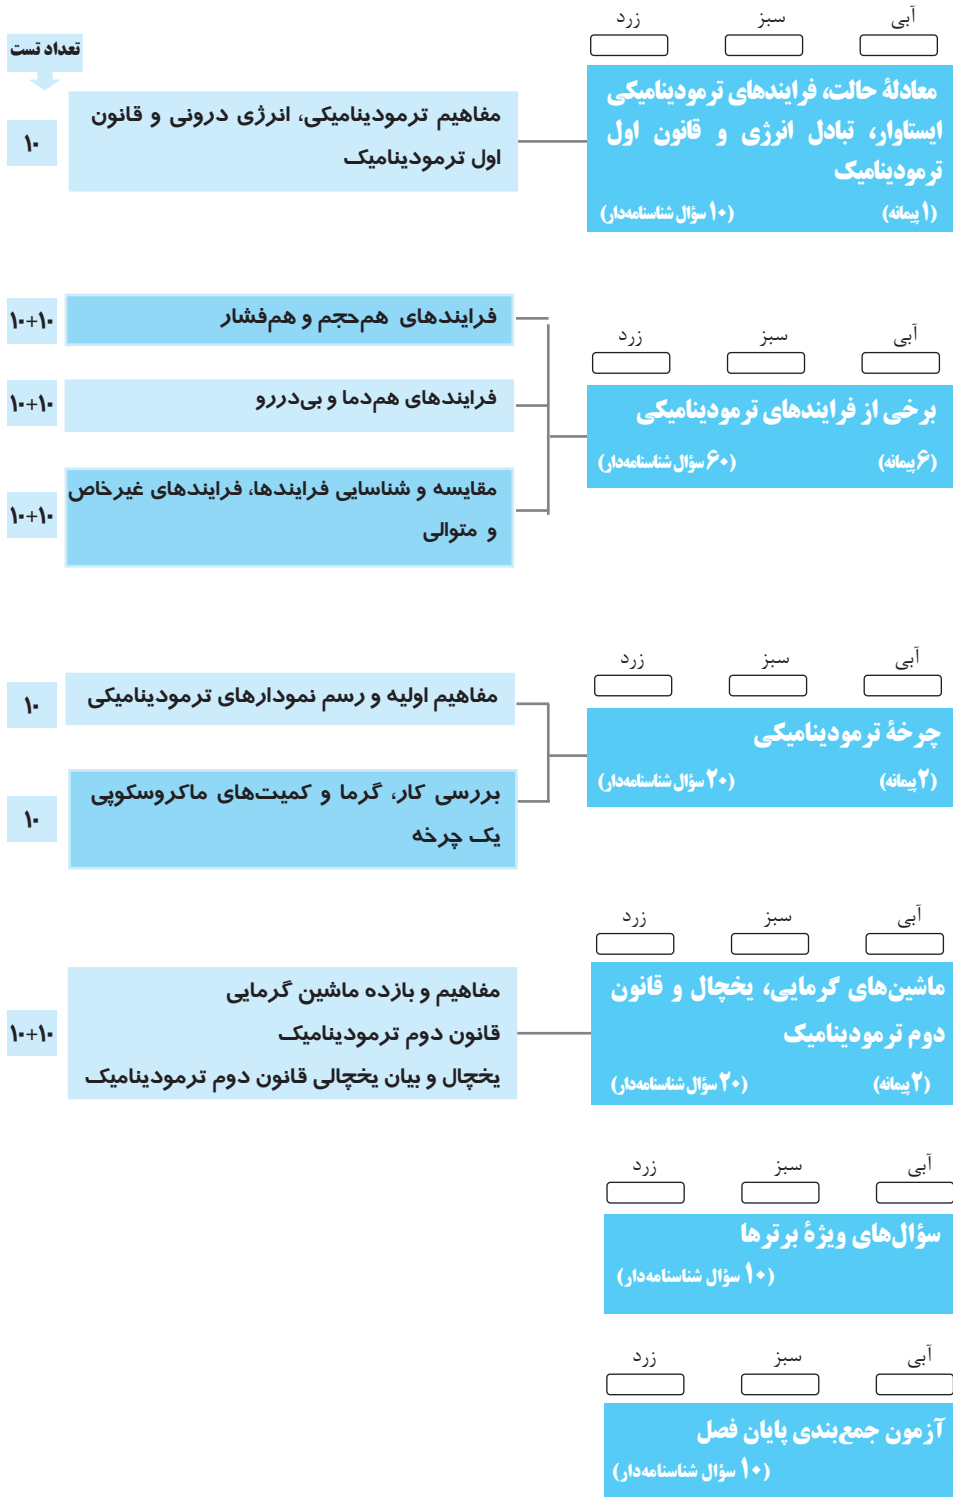 آبی سبز زرد
تعداد تست
معادلهٔ حالت، فرایندهای ترمودینامیکی
ایستاوار، تبادل انرژی و قانون اول
ترمودینامیک
(۱ پیمانه) (۱۰ سؤال شناسنامه‌دار)
مفاهیم ترمودینامیکی، انرژی درونی و قانون
اول ترمودینامیک
۱۰
آبی سبز زرد
برخی از فرایندهای ترمودینامیکی
(۶ پیمانه) (۶۰ سؤال شناسنامه‌دار)
فرایندهای هم‌حجم و هم‌فشار
۱۰+۱۰
فرایندهای هم‌دما و بی‌دررو
۱۰+۱۰
مقایسه و شناسایی فرایندها، فرایندهای غیرخاص
و متوالی
۱۰+۱۰
آبی سبز زرد
چرخهٔ ترمودینامیکی
(۲ پیمانه) (۲۰ سؤال شناسنامه‌دار)
مفاهیم اولیه و رسم نمودارهای ترمودینامیکی
۱۰
بررسی کار، گرما و کمیت‌های ماکروسکوپی
یک چرخه
۱۰
آبی سبز زرد
ماشین‌های گرمایی، یخچال و قانون
دوم ترمودینامیک
(۲ پیمانه) (۲۰ سؤال شناسنامه‌دار)
مفاهیم و بازده ماشین گرمایی
قانون دوم ترمودینامیک
یخچال و بیان یخچالی قانون دوم ترمودینامیک
۱۰+۱۰
آبی سبز زرد
سؤال‌های ویژهٔ برترها
(۱۰ سؤال شناسنامه‌دار)
آبی سبز زرد
آزمون جمع‌بندی پایان فصل
(۱۰ سؤال شناسنامه‌دار)